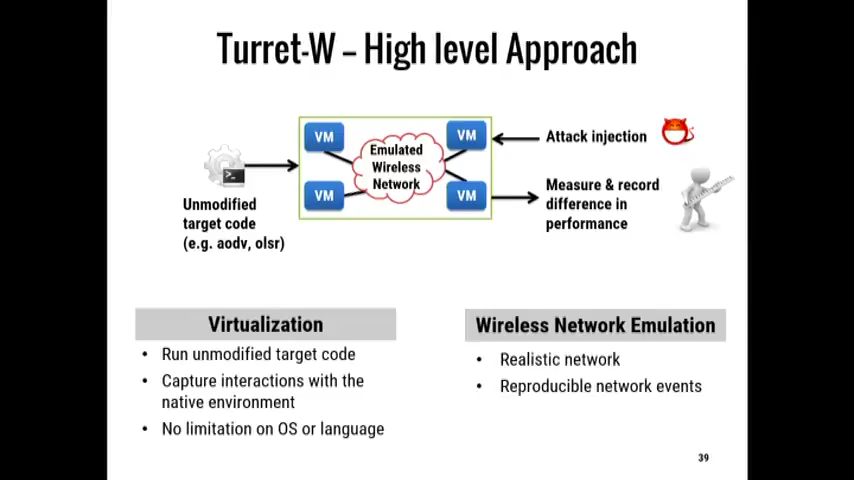 Turret-W – High level Approach
VM
VM
Emulated
Wireless
Network
VM
VM
Attack injection
Measure & record
difference in
performance
>_
Unmodified
target code
(e.g. aodv, olsr)
Virtualization
• Run unmodified target code
• Capture interactions with the
native environment
• No limitation on OS or language
Wireless Network Emulation
• Realistic network
• Reproducible network events
39